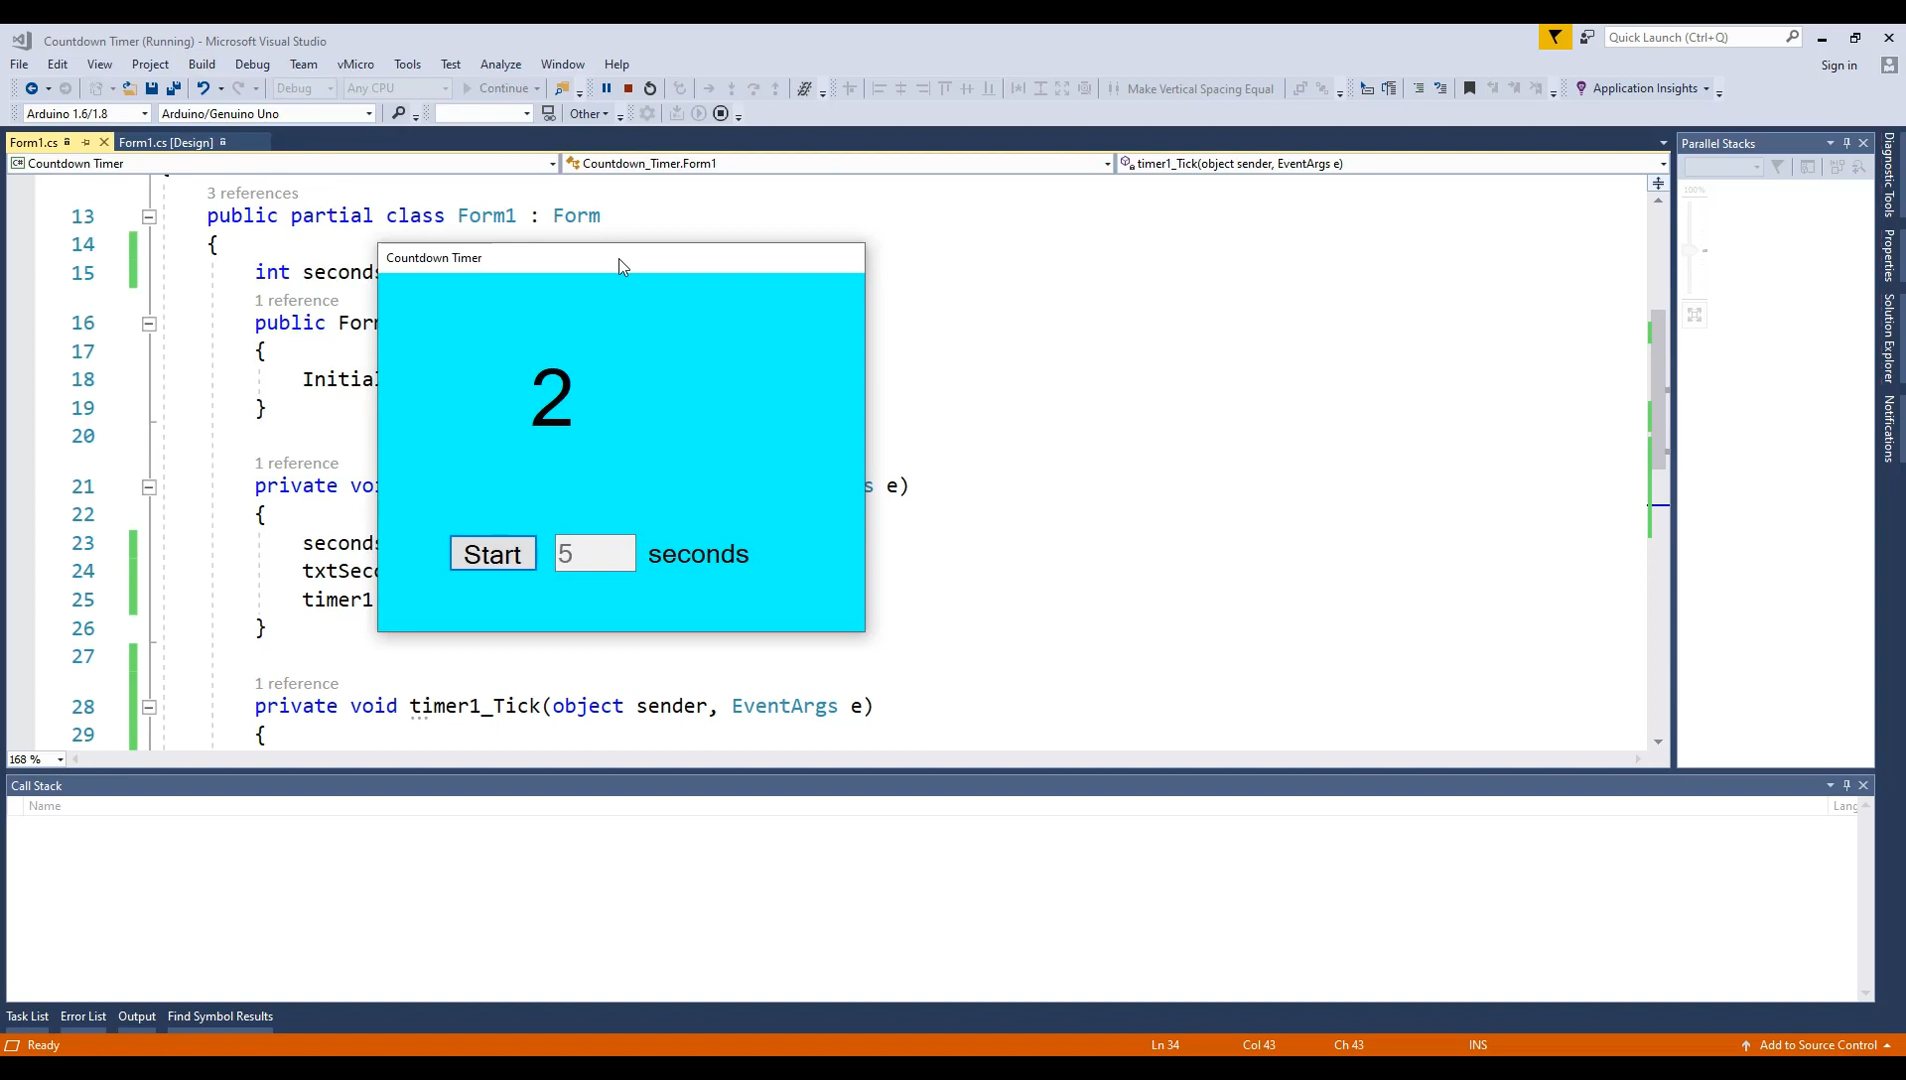 Countdown Timer (Running) - Microsoft Visual Studio
Quick Launch (Ctrl+Q)
File Edit View Project Build Debug Team vMicro Tools Test Analyze Window Help
Sign in
Debug Any CPU Continue Make Vertical Spacing Equal Application Insights
Arduino 1.6/1.8 Arduino/Genuino Uno Other
Form1.cs Form1.cs [Design]
Parallel Stacks
C# Countdown Timer Countdown_Timer.Form1 timer1_Tick(object sender, EventArgs e)
100%
Diagnostic Tools
Properties
Solution Explorer
Notifications
3 references
13 public partial class Form1 : Form
14 {
15 int seconds
1 reference
16 public For
17 {
18 Initial
19 }
20
1 reference
21 private voi s e)
22 {
23 seconds
24 txtSeco
25 timer1
26 }
27
1 reference
28 private void timer1_Tick(object sender, EventArgs e)
29 {
Countdown Timer
2
Start 5 seconds
168 %
Call Stack
Name Lang
Task List Error List Output Find Symbol Results
Ready Ln 34 Col 43 Ch 43 INS Add to Source Control